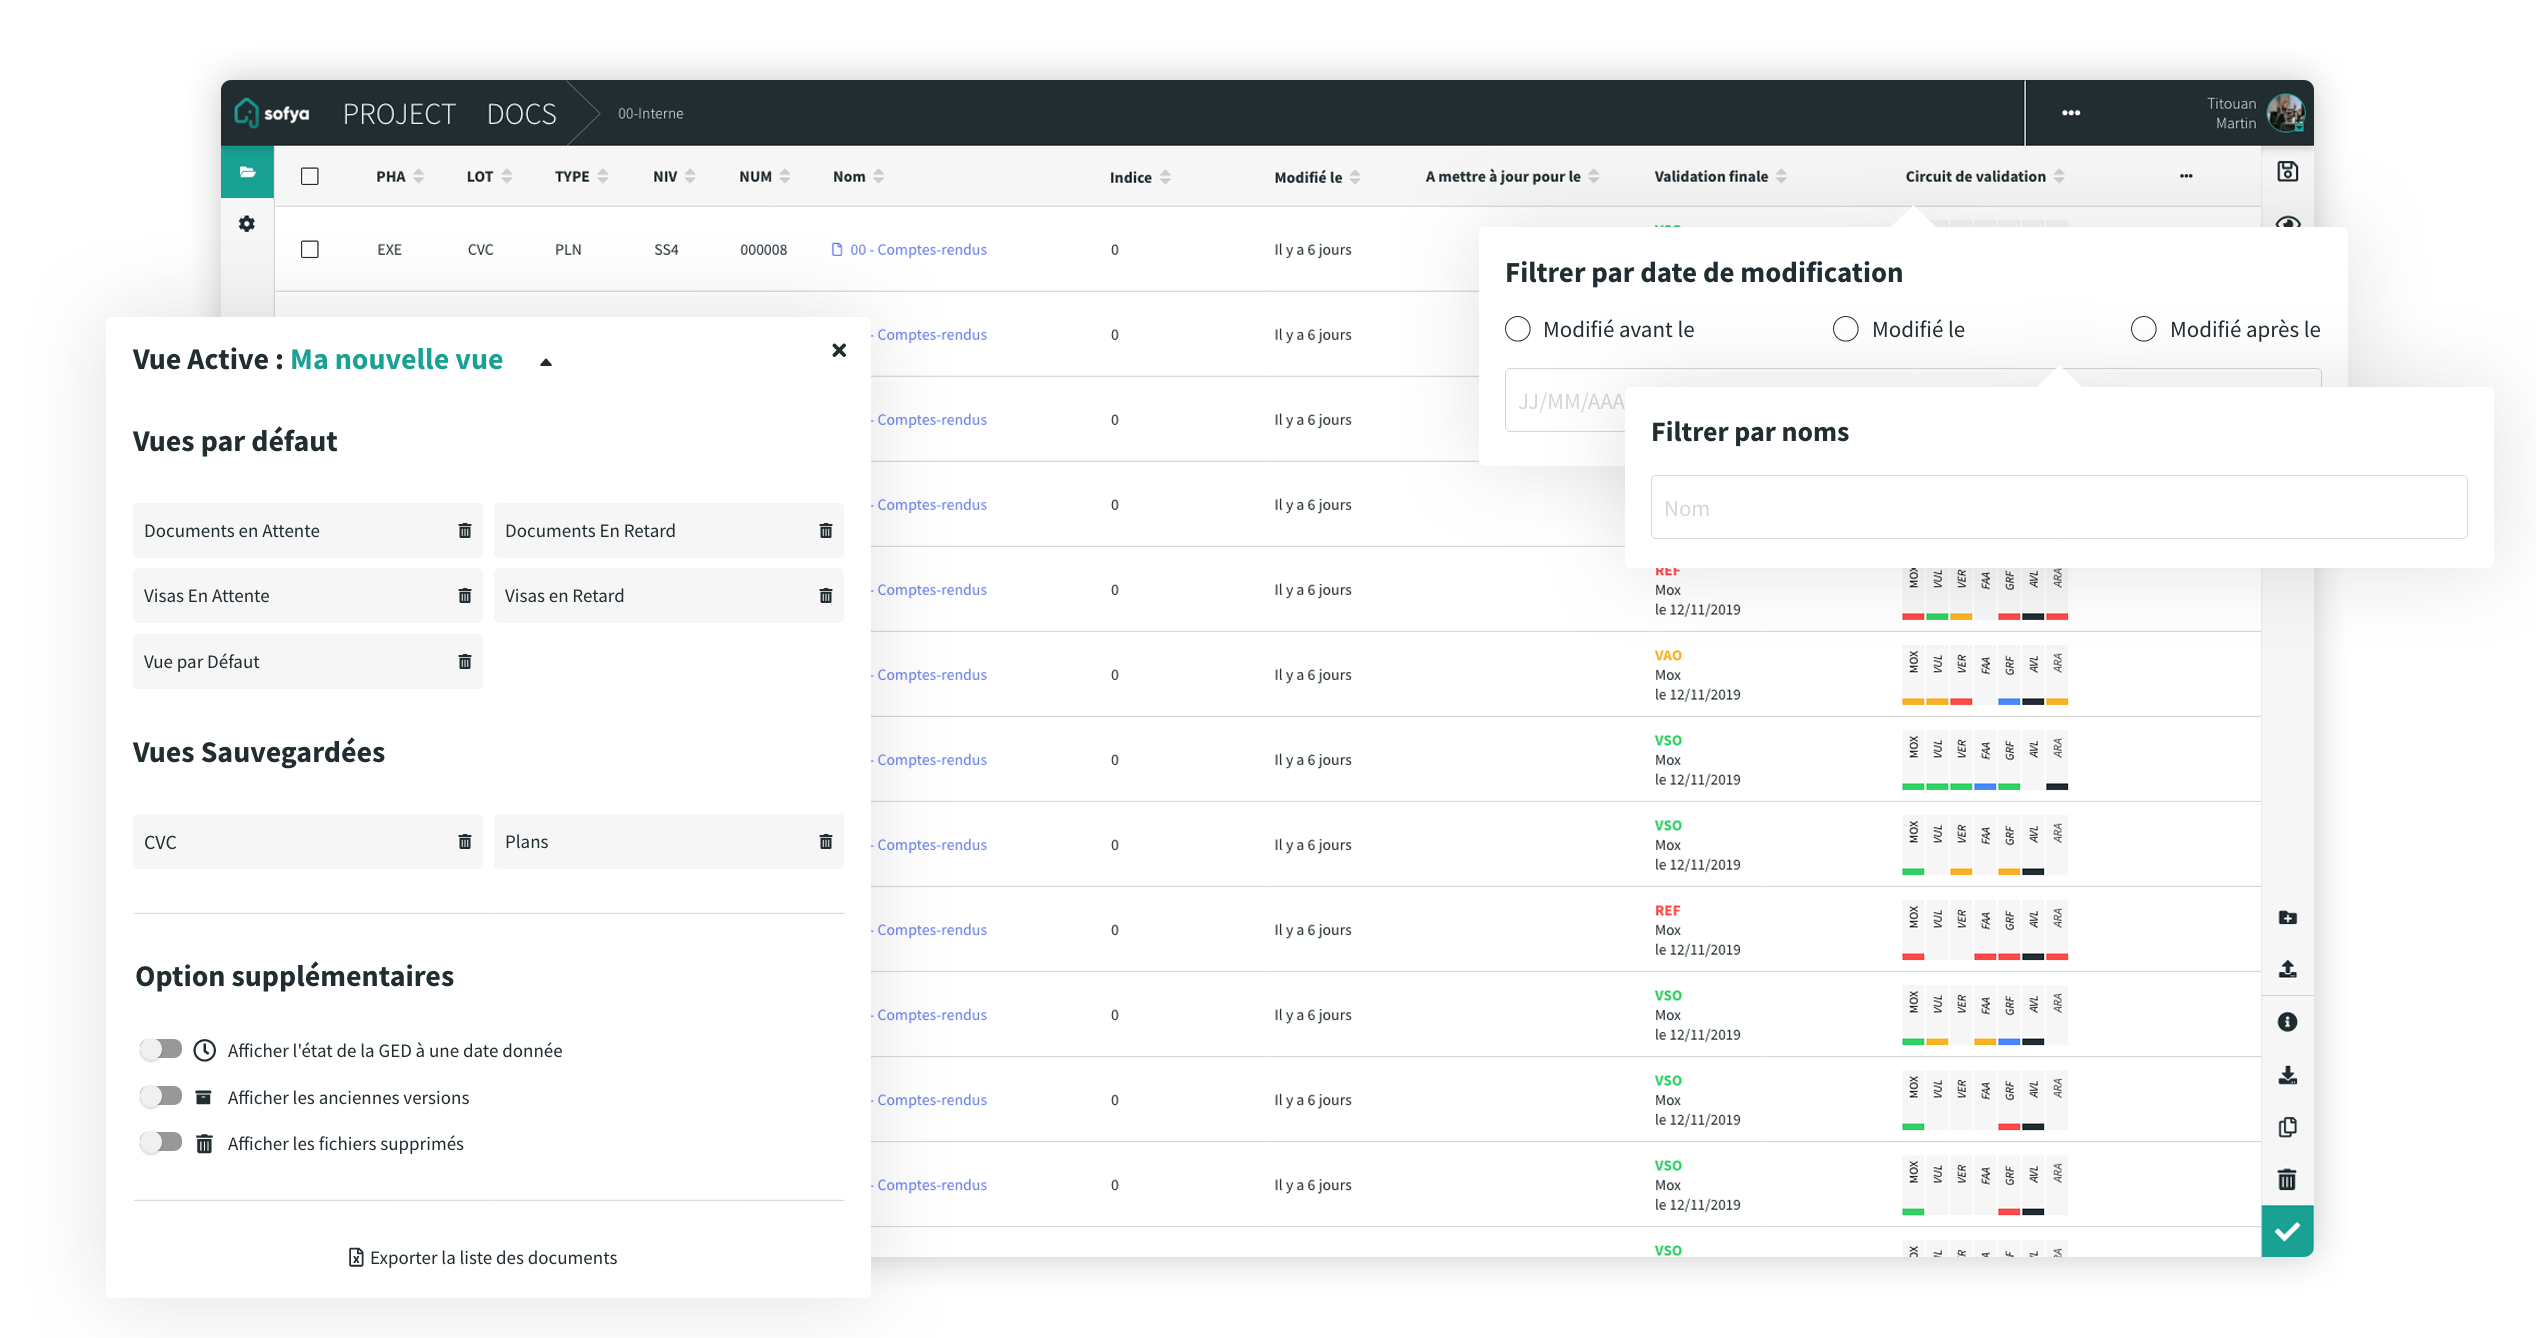 sofya
PROJECT DOCS 00-Interne
Titouan
Martin
PHA LOT TYPE NIV NUM Nom Indice Modifié le A mettre à jour pour le Validation finale Circuit de validation
EXE CVC PLN SS4 000008 00 - Comptes-rendus 0 Il y a 6 jours
- Comptes-rendus 0 Il y a 6 jours
- Comptes-rendus 0 Il y a 6 jours
- Comptes-rendus 0 Il y a 6 jours
- Comptes-rendus 0 Il y a 6 jours
REF
Mox
le 12/11/2019
MOX VUL VER FAA GRF AVL ARA
- Comptes-rendus 0 Il y a 6 jours
VAO
Mox
le 12/11/2019
MOX VUL VER FAA GRF AVL ARA
- Comptes-rendus 0 Il y a 6 jours
VSO
Mox
le 12/11/2019
MOX VUL VER FAA GRF AVL ARA
- Comptes-rendus 0 Il y a 6 jours
VSO
Mox
le 12/11/2019
MOX VUL VER FAA GRF AVL ARA
- Comptes-rendus 0 Il y a 6 jours
REF
Mox
le 12/11/2019
MOX VUL VER FAA GRF AVL ARA
- Comptes-rendus 0 Il y a 6 jours
VSO
Mox
le 12/11/2019
MOX VUL VER FAA GRF AVL ARA
- Comptes-rendus 0 Il y a 6 jours
VSO
Mox
le 12/11/2019
MOX VUL VER FAA GRF AVL ARA
- Comptes-rendus 0 Il y a 6 jours
VSO
Mox
le 12/11/2019
MOX VUL VER FAA GRF AVL ARA
VSO
Filtrer par date de modification
Modifié avant le Modifié le Modifié après le
JJ/MM/AAA
Filtrer par noms
Nom
Vue Active : Ma nouvelle vue
Vues par défaut
Documents en Attente Documents En Retard
Visas En Attente Visas en Retard
Vue par Défaut
Vues Sauvegardées
CVC Plans
Option supplémentaires
Afficher l'état de la GED à une date donnée
Afficher les anciennes versions
Afficher les fichiers supprimés
Exporter la liste des documents